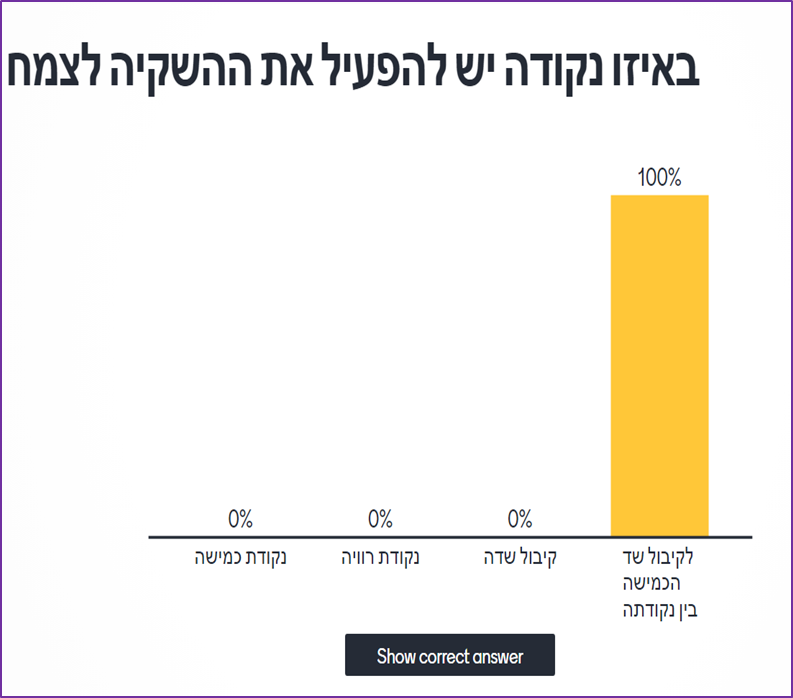 באיזו נקודה יש להפעיל את ההשקיה לצמח
100%
0%
0%
0%
נקודת כמישה
נקודת רוויה
קיבול שדה
לקיבול שד
הכמישה
בין נקודתה
Show correct answer